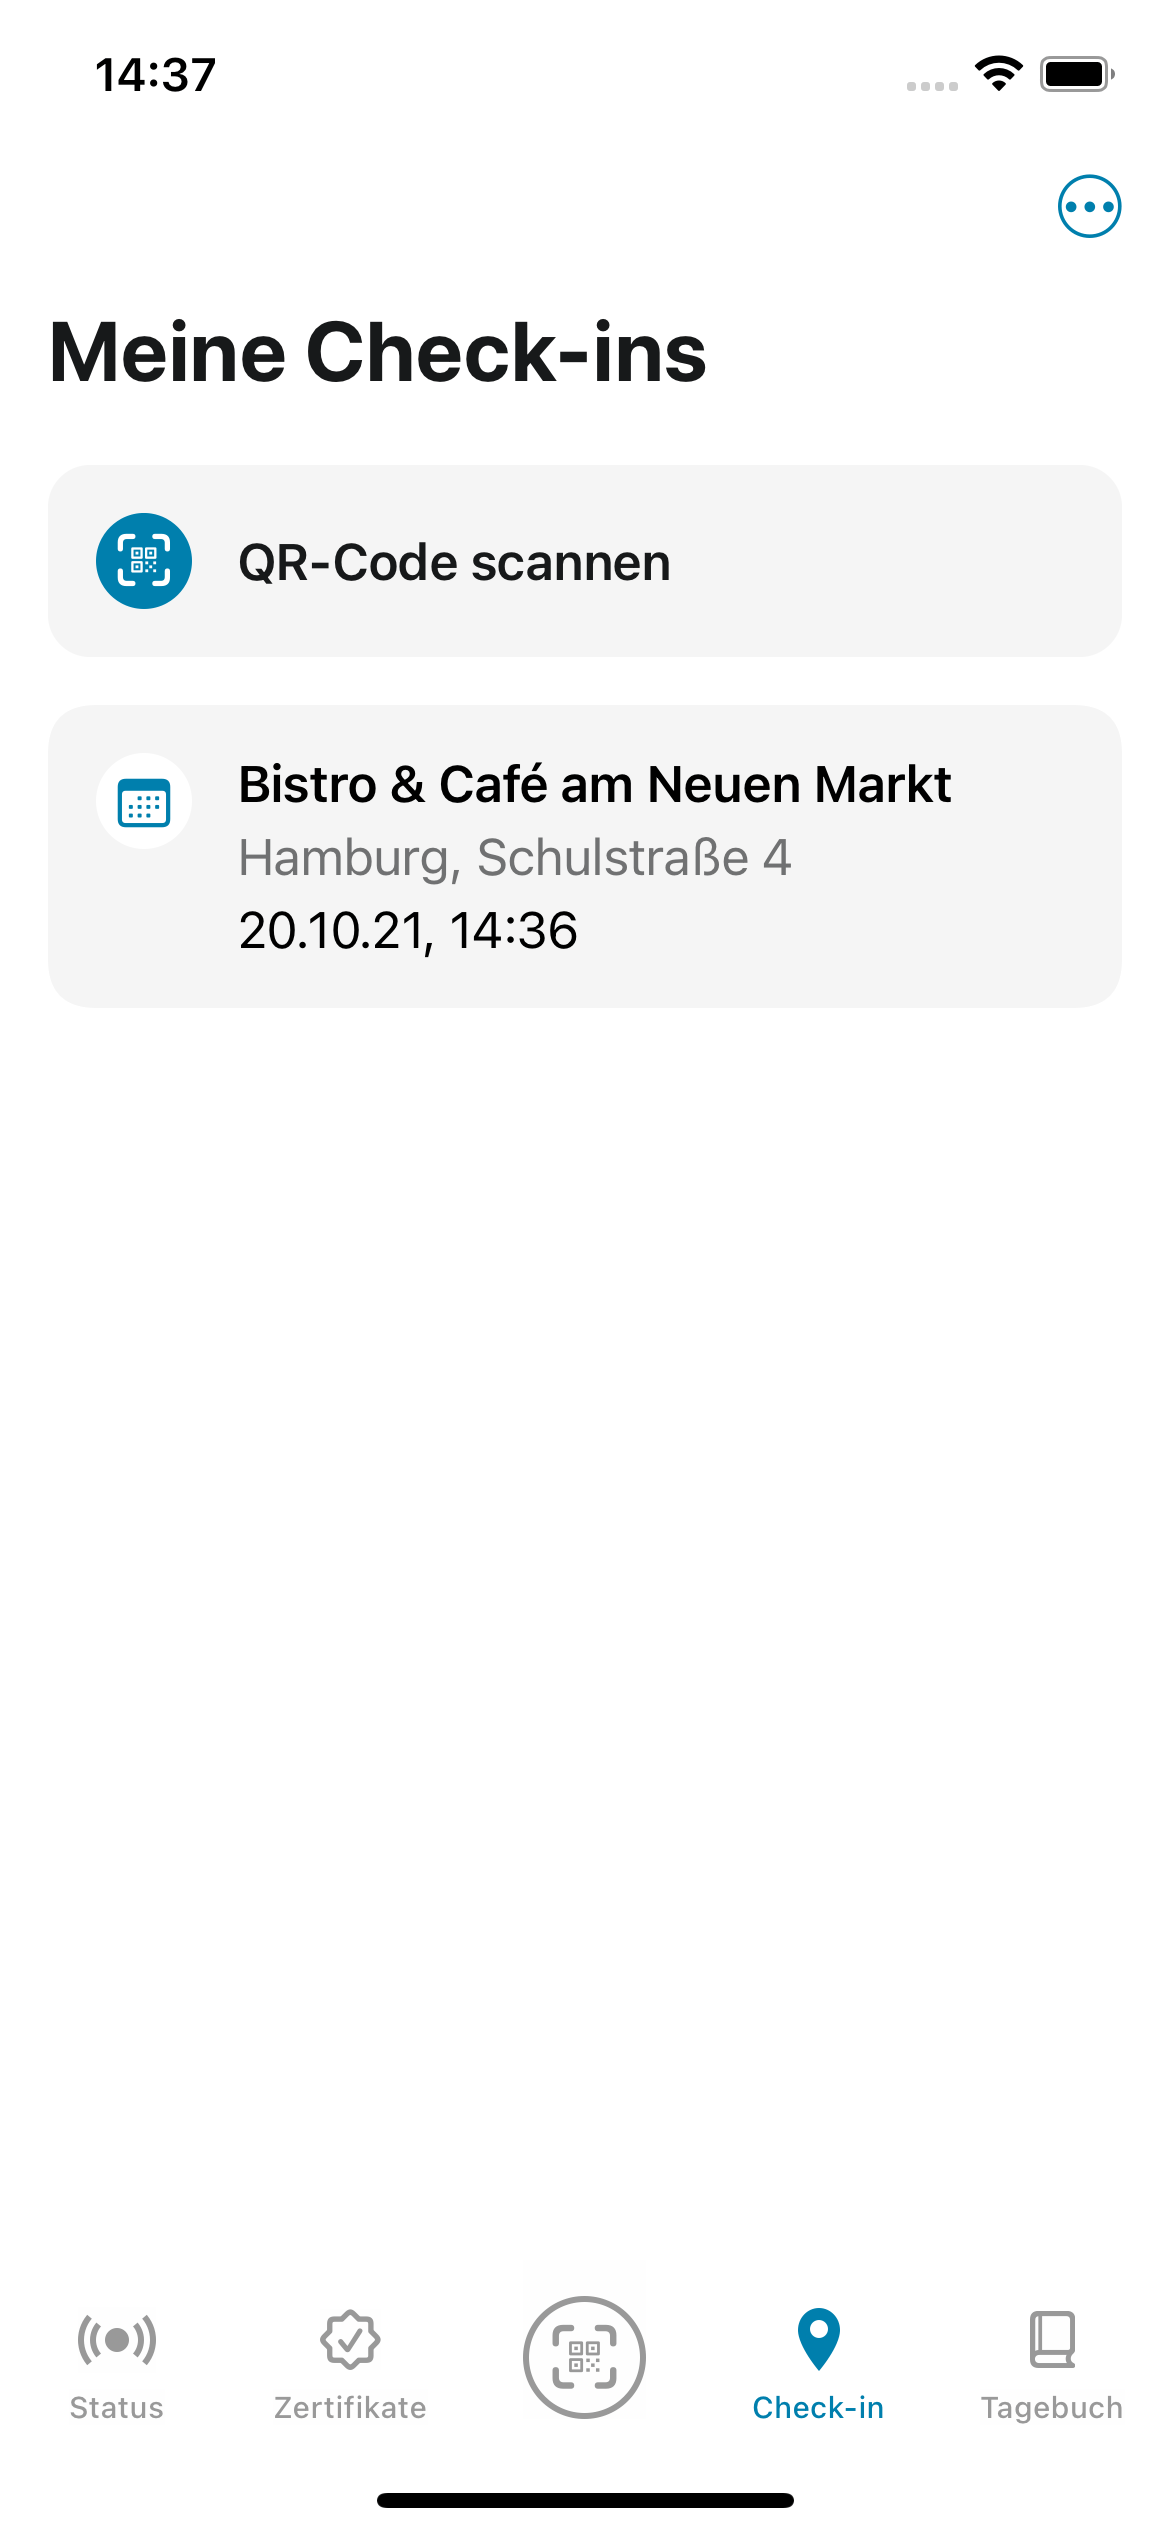 14:37
Meine Check-ins
QR-Code scannen
Bistro & Café am Neuen Markt
Hamburg, Schulstraße 4
20.10.21, 14:36
Status
Zertifikate
Check-in
Tagebuch